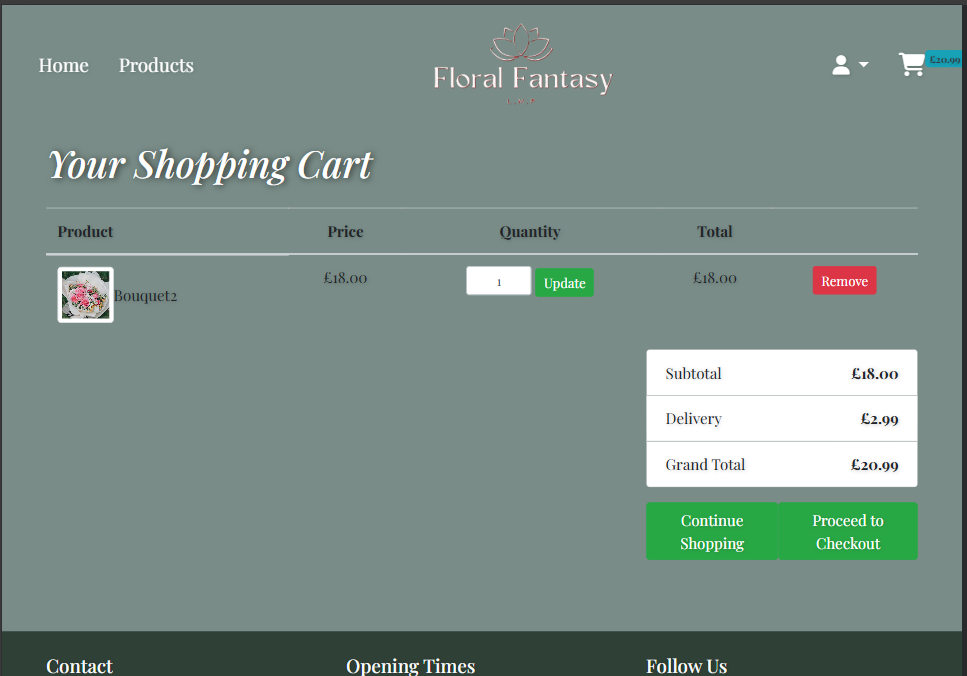 Home Products
Floral Fantasy
£20.99
Your Shopping Cart
Product Price Quantity Total
Bouquet2 £18.00 1 Update £18.00 Remove
Subtotal £18.00
Delivery £2.99
Grand Total £20.99
Continue Shopping
Proceed to Checkout
Contact Opening Times Follow Us